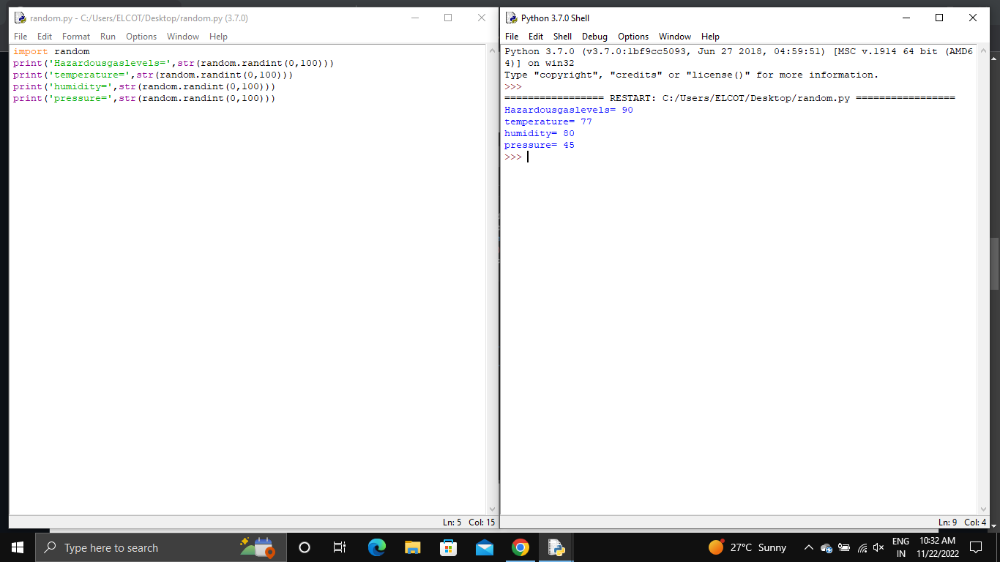 random.py - C:/Users/ELCOT/Desktop/random.py (3.7.0)
File Edit Format Run Options Window Help
import random
print('Hazardousgaslevels=',str(random.randint(0,100)))
print('temperature=',str(random.randint(0,100)))
print('humidity=',str(random.randint(0,100)))
print('pressure=',str(random.randint(0,100)))
Ln: 5 Col: 15
Python 3.7.0 Shell
File Edit Shell Debug Options Window Help
Python 3.7.0 (v3.7.0:1bf9cc5093, Jun 27 2018, 04:59:51) [MSC v.1914 64 bit (AMD6
4)] on win32
Type "copyright", "credits" or "license()" for more information.
>>>
================= RESTART: C:/Users/ELCOT/Desktop/random.py =================
Hazardousgaslevels= 90
temperature= 77
humidity= 80
pressure= 45
>>>
Ln: 9 Col: 4
Type here to search
27°C Sunny
ENG
IN
10:32 AM
11/22/2022